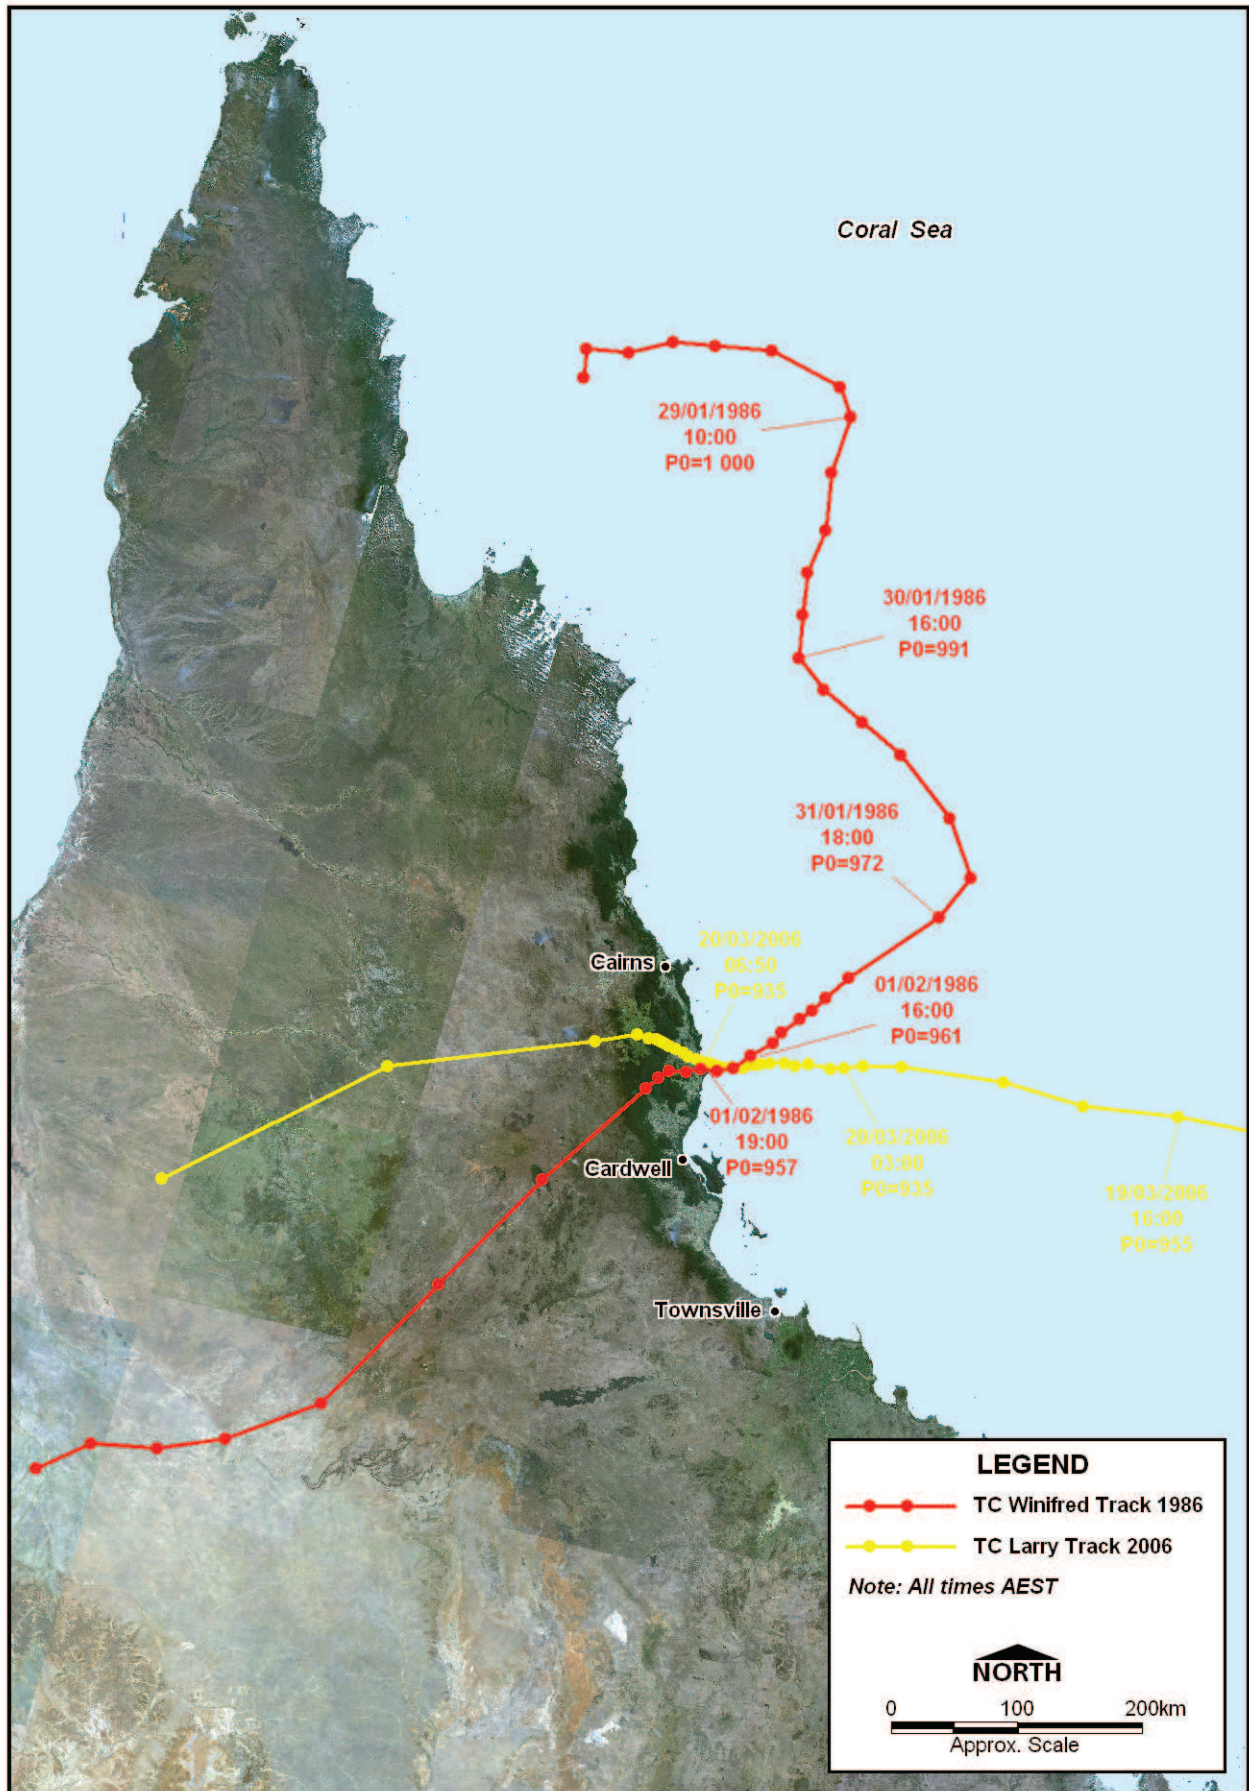 Coral  Sea
29/01/1986
10:00
P0=1 000
30/01/1986
16:00
P0=991
31/01/1986
18:00
P0=972
20/03/2006
06:50
P0=935
Cairns
01/02/1986
16:00
P0=961
01/02/1986
19:00
P0=957
Cardwell
20/03/2006
03:00
P0=935
19/03/2006
16:00
P0=955
Townsville
LEGEND
TC Winifred Track 1986
TC Larry Track 2006
Note: All times AEST
NORTH
0 100 200km
Approx. Scale